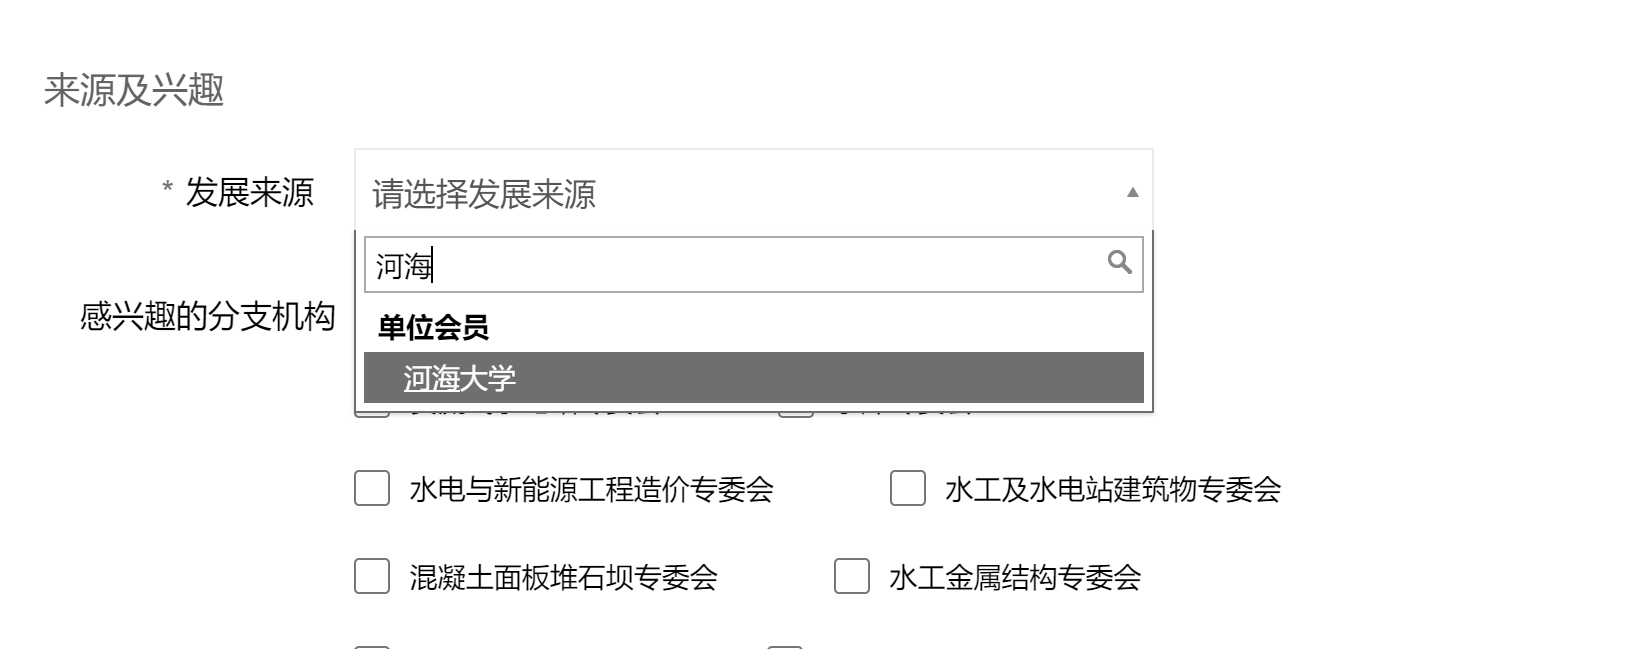 来源及兴趣
* 发展来源
请选择发展来源
河海
感兴趣的分支机构
单位会员
河海大学
水电与新能源工程造价专委会
水工及水电站建筑物专委会
混凝土面板堆石坝专委会
水工金属结构专委会